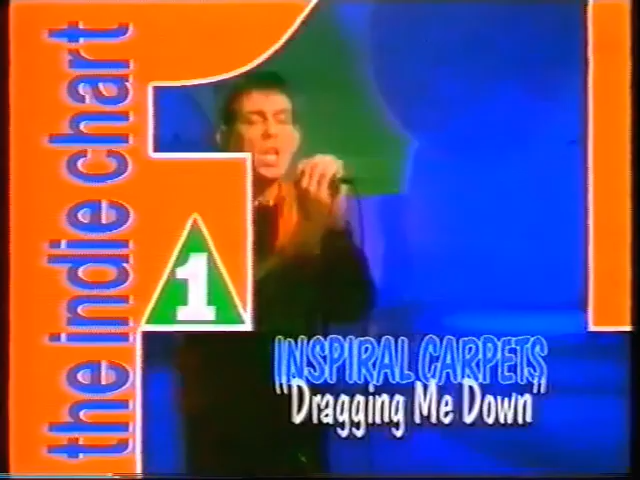 the indie chart
1
INSPIRAL CARPETS
"Dragging Me Down"